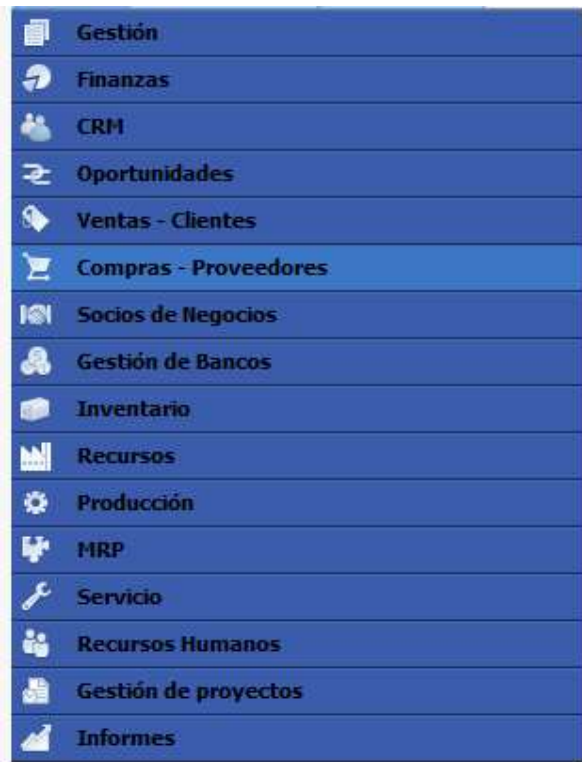 Gestión
Finanzas
CRM
Oportunidades
Ventas - Clientes
Compras - Proveedores
Socios de Negocios
Gestión de Bancos
Inventario
Recursos
Producción
MRP
Servicio
Recursos Humanos
Gestión de proyectos
Informes